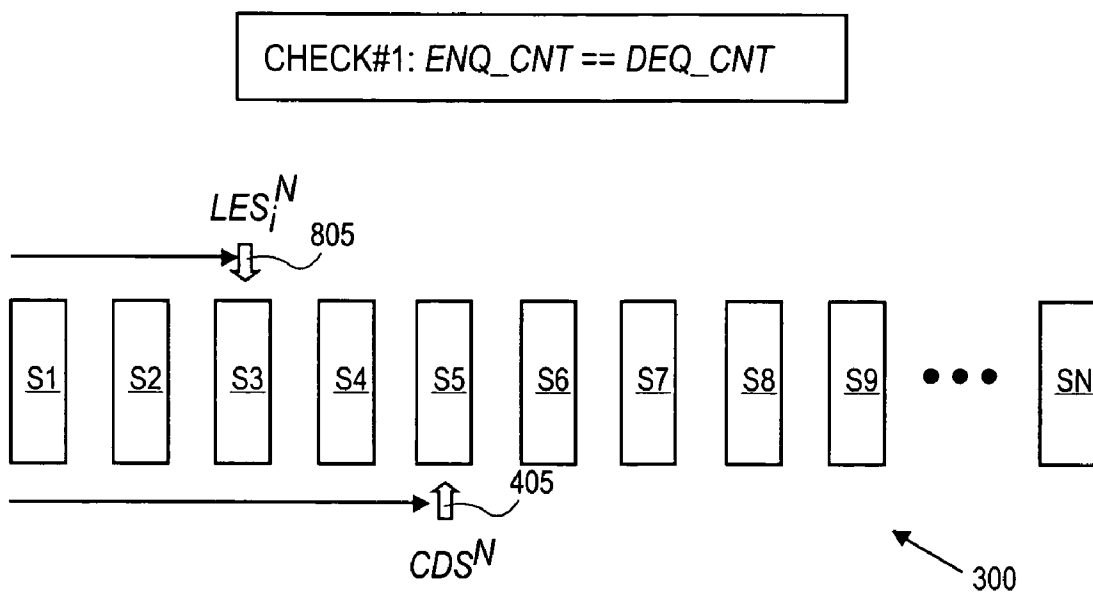 CHECK#1: ENQ_CNT == DEQ_CNT
LES_i^N
805
S1 S2 S3 S4 S5 S6 S7 S8 S9 ••• SN
405
CDS^N
300